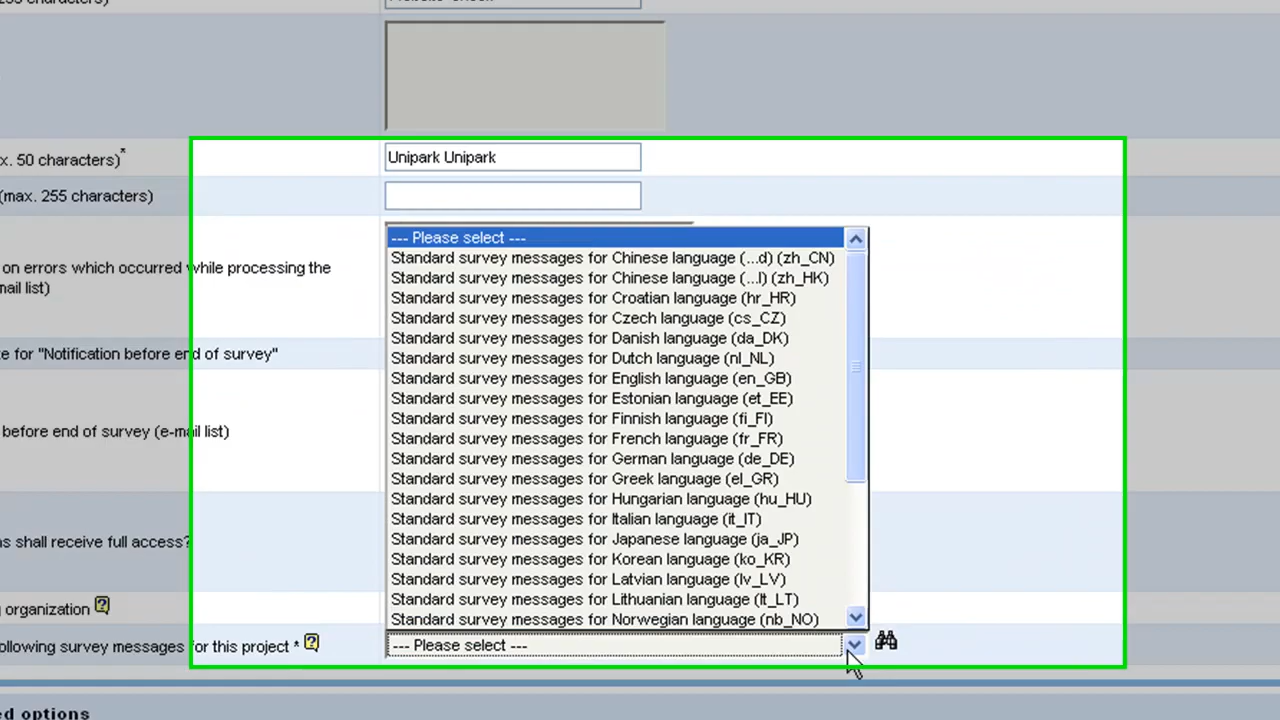 255 characters)
x. 50 characters)*
Unipark Unipark
(max. 255 characters)
--- Please select ---
Standard survey messages for Chinese language (...d) (zh_CN)
on errors which occurred while processing the
Standard survey messages for Chinese language (...l) (zh_HK)
nail list)
Standard survey messages for Croatian language (hr_HR)
Standard survey messages for Czech language (cs_CZ)
Standard survey messages for Danish language (da_DK)
te for "Notification before end of survey"
Standard survey messages for Dutch language (nl_NL)
Standard survey messages for English language (en_GB)
Standard survey messages for Estonian language (et_EE)
Standard survey messages for Finnish language (fi_FI)
before end of survey (e-mail list)
Standard survey messages for French language (fr_FR)
Standard survey messages for German language (de_DE)
Standard survey messages for Greek language (el_GR)
Standard survey messages for Hungarian language (hu_HU)
Standard survey messages for Italian language (it_IT)
as shall receive full access?
Standard survey messages for Japanese language (ja_JP)
Standard survey messages for Korean language (ko_KR)
Standard survey messages for Latvian language (lv_LV)
Standard survey messages for Lithuanian language (lt_LT)
g organization
Standard survey messages for Norwegian language (nb_NO)
ollowing survey messages for this project *
--- Please select ---
ed options